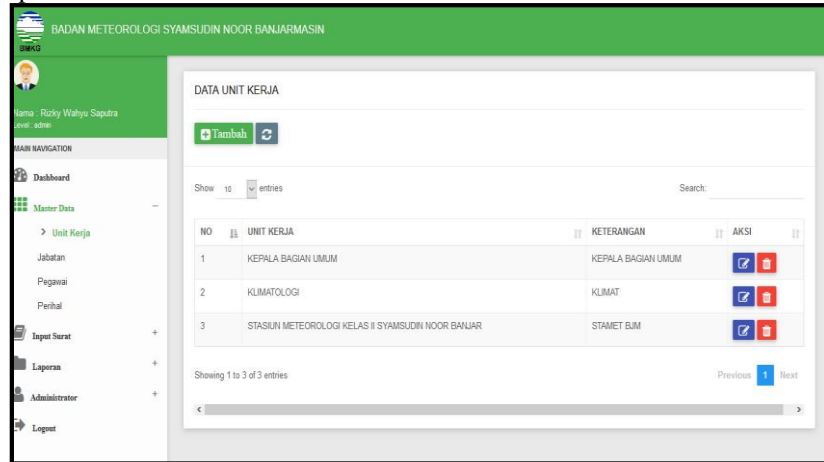 BADAN METEOROLOGI SYAMSUDIN NOOR BANJARMASIN
BMKG
Nama : Rizky Wahyu Saputra
Level : admin
MAIN NAVIGATION
Dashboard
Master Data
Unit Kerja
Jabatan
Pegawai
Perihal
Input Surat
Laporan
Administrator
Logout
DATA UNIT KERJA
Tambah
Show 10 entries
Search:
NO UNIT KERJA KETERANGAN AKSI
1 KEPALA BAGIAN UMUM KEPALA BAGIAN UMUM
2 KLIMATOLOGI KLIMAT
3 STASIUN METEOROLOGI KELAS II SYAMSUDIN NOOR BANJAR STAMET BJM
Showing 1 to 3 of 3 entries
Previous 1 Next